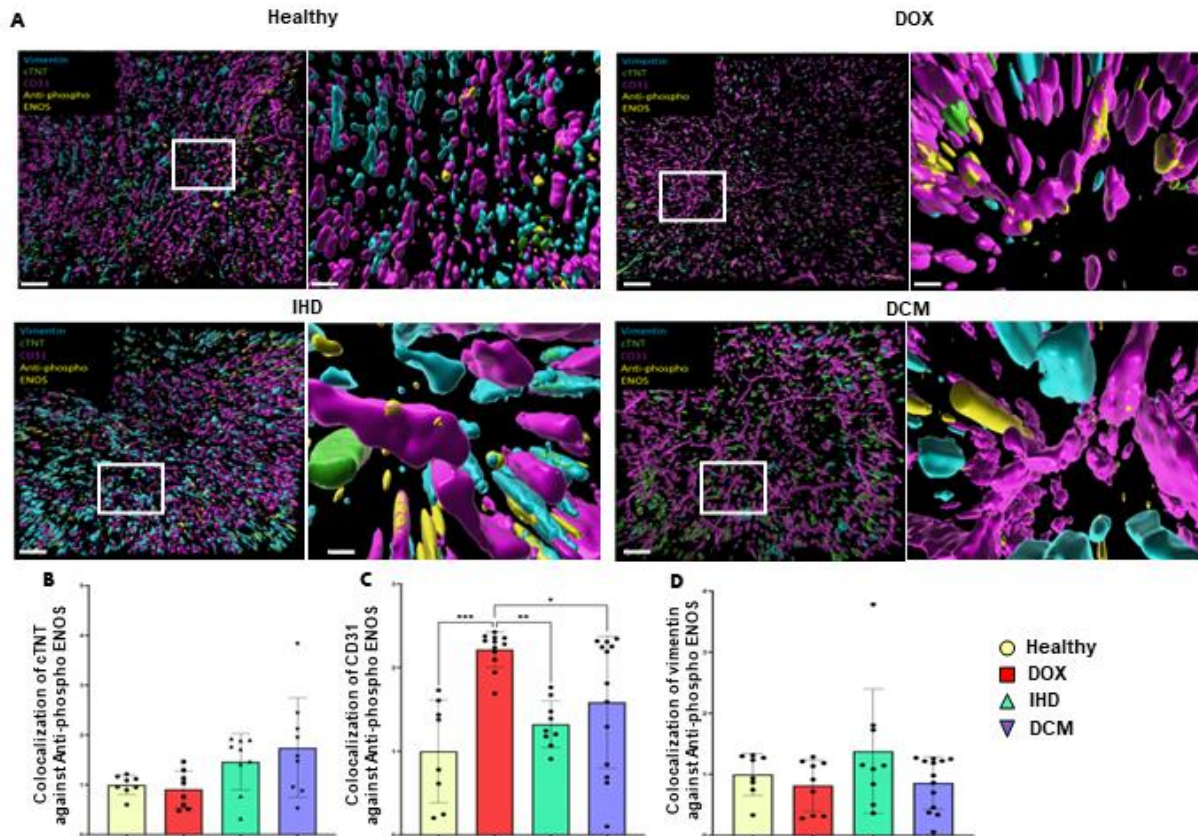 A
Healthy
DOX
Vimentin
cTNT
CD31
Anti-phospho
ENOS
Vimentin
cTNT
Anti-phospho
ENOS
IHD
DCM
Vimentin
cTNT
CD31
Anti-phospho
ENOS
Vimentin
cTNT
CD31
Anti-phospho
ENOS
B
Colocalization of cTNT
against Anti-phospho ENOS
C
Colocalization of CD31
against Anti-phospho ENOS
***
**
*
D
Colocalization of vimentin
against Anti-phospho ENOS
Healthy
DOX
IHD
DCM